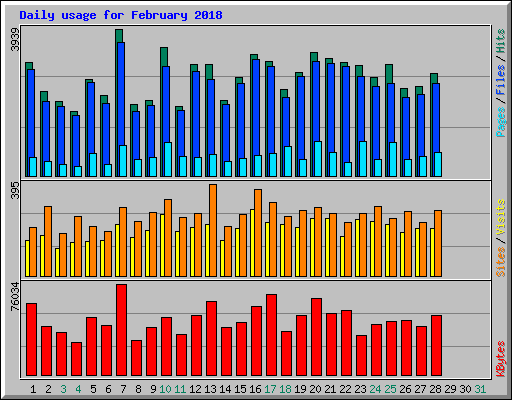 Daily usage for February 2018
3939
Pages / Files / Hits
395
Sites / Visits
76034
KBytes
1 2 3 4 5 6 7 8 9 10 11 12 13 14 15 16 17 18 19 20 21 22 23 24 25 26 27 28 29 30 31